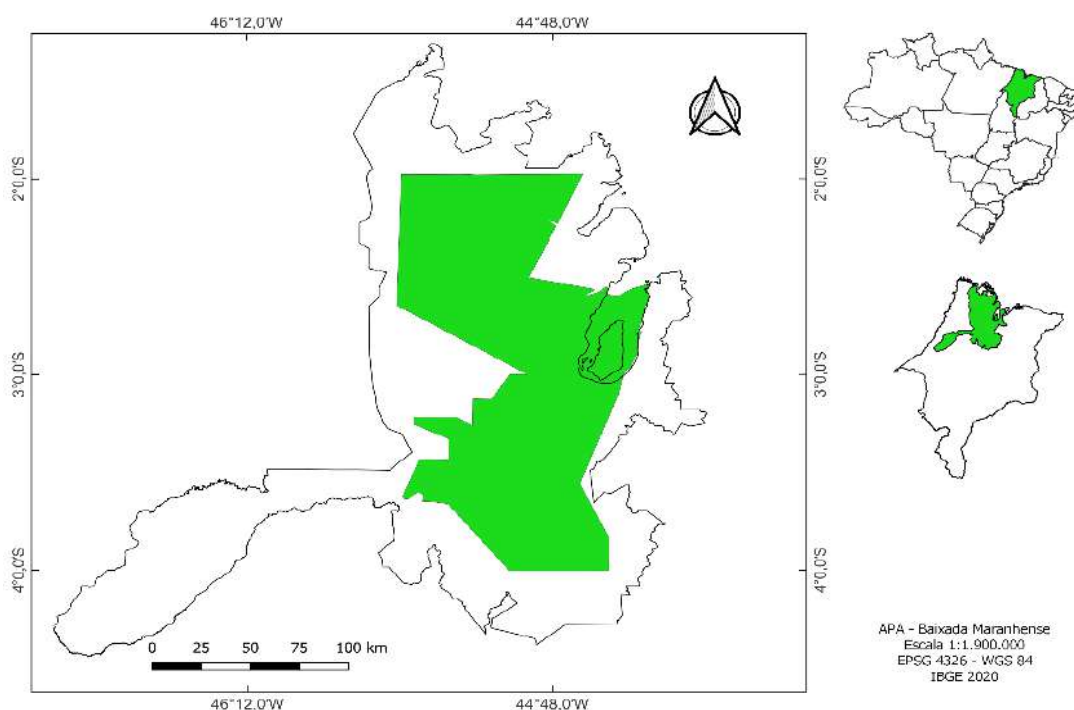 46°12,0'W 44°48,0'W
2°0,0'S 2°0,0'S
3°0,0'S 3°0,0'S
4°0,0'S 4°0,0'S
0 25 50 75 100 km
46°12,0'W 44°48,0'W
APA - Baixada Maranhense
Escala 1:1.900.000
EPSG 4326 - WGS 84
IBGE 2020